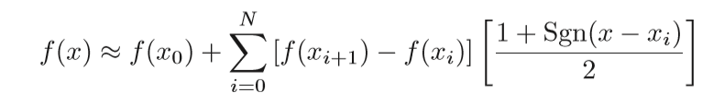 f(x) ≈ f(x₀) + ∑_{i=0}^{N} [f(x_{i+1}) − f(x_i)] [(1 + Sgn(x − x_i))/2]